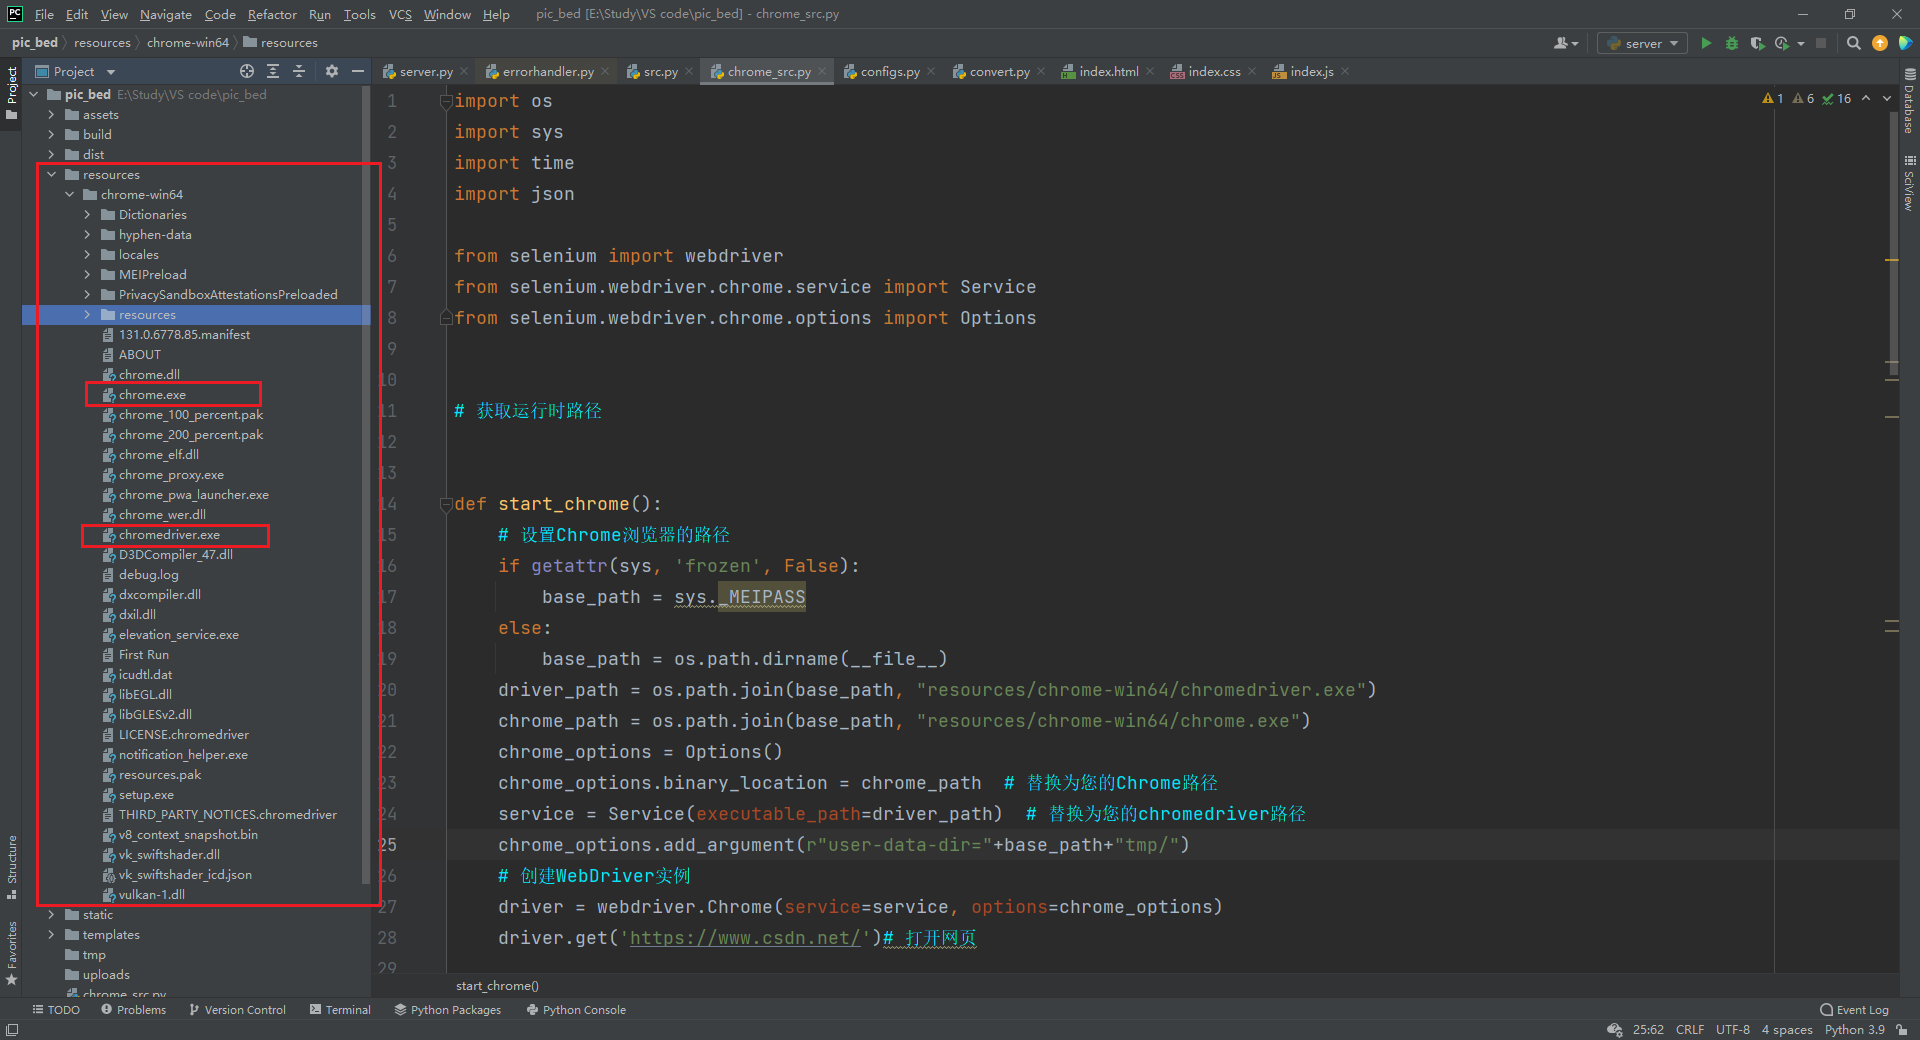 PC File Edit View Navigate Code Refactor Run Tools VCS Window Help pic_bed [E:\Study\VS code\pic_bed] - chrome_src.py
pic_bed resources chrome-win64 resources server
Project server.py errorhandler.py src.py chrome_src.py configs.py convert.py index.html index.css index.js
Project
pic_bed E:\Study\VS code\pic_bed
assets
build
dist
resources
chrome-win64
Dictionaries
hyphen-data
locales
MEIPreload
PrivacySandboxAttestationsPreloaded
resources
131.0.6778.85.manifest
ABOUT
chrome.dll
chrome.exe
chrome_100_percent.pak
chrome_200_percent.pak
chrome_elf.dll
chrome_proxy.exe
chrome_pwa_launcher.exe
chrome_wer.dll
chromedriver.exe
D3DCompiler_47.dll
debug.log
dxcompiler.dll
dxil.dll
elevation_service.exe
First Run
icudtl.dat
libEGL.dll
libGLESv2.dll
LICENSE.chromedriver
notification_helper.exe
resources.pak
setup.exe
THIRD_PARTY_NOTICES.chromedriver
v8_context_snapshot.bin
vk_swiftshader.dll
vk_swiftshader_icd.json
vulkan-1.dll
static
templates
tmp
uploads
chrome_src.py
Structure
Favorites
1 import os
2 import sys
3 import time
4 import json
5
6 from selenium import webdriver
7 from selenium.webdriver.chrome.service import Service
8 from selenium.webdriver.chrome.options import Options
9
10
11 # 获取运行时路径
12
13
14 def start_chrome():
15 # 设置Chrome浏览器的路径
16 if getattr(sys, 'frozen', False):
17 base_path = sys._MEIPASS
18 else:
19 base_path = os.path.dirname(__file__)
20 driver_path = os.path.join(base_path, "resources/chrome-win64/chromedriver.exe")
21 chrome_path = os.path.join(base_path, "resources/chrome-win64/chrome.exe")
22 chrome_options = Options()
23 chrome_options.binary_location = chrome_path # 替换为您的Chrome路径
24 service = Service(executable_path=driver_path) # 替换为您的chromedriver路径
25 chrome_options.add_argument(r"user-data-dir="+base_path+"tmp/")
26 # 创建WebDriver实例
27 driver = webdriver.Chrome(service=service, options=chrome_options)
28 driver.get('https://www.csdn.net/')# 打开网页
29
1 6 16
Database
SciView
start_chrome()
TODO Problems Version Control Terminal Python Packages Python Console Event Log
25:62 CRLF UTF-8 4 spaces Python 3.9